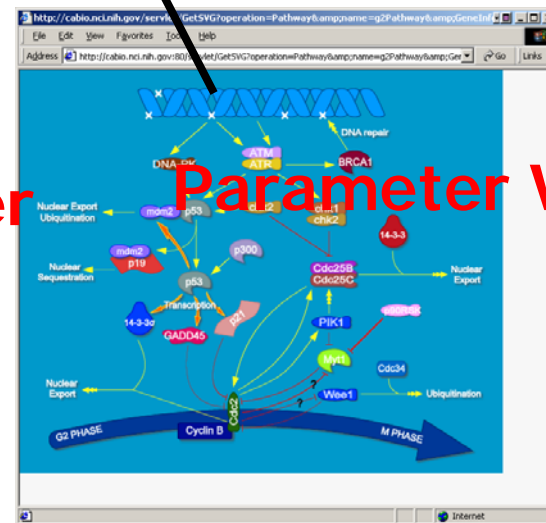 http://cabio.nci.nih.gov/servlet/GetSVG?operation=Pathway&amp;name=g2Pathway&amp;GeneInf
File Edit View Favorites Tools Help
Address http://cabio.nci.nih.gov:80/servlet/GetSVG?operation=Pathway&amp;name=g2Pathway&amp;Ger Go Links
DNA repair
DNA-PK
ATM
ATR
BRCA1
er
Parameter V
Nuclear Export
Ubiquitination
mdm2
p53
chk1
chk2
14-3-3
mdm2
p19
p300
Nuclear
Sequestration
Cdc25B
Cdc25C
Nuclear
Export
p53
Transcription
14-3-3σ
GADD45
p21
PIK1
Myt1
Cdc34
Nuclear
Export
?
?
Wee1
Ubiquitination
Cdc2
Cyclin B
G2 PHASE
M PHASE
Internet